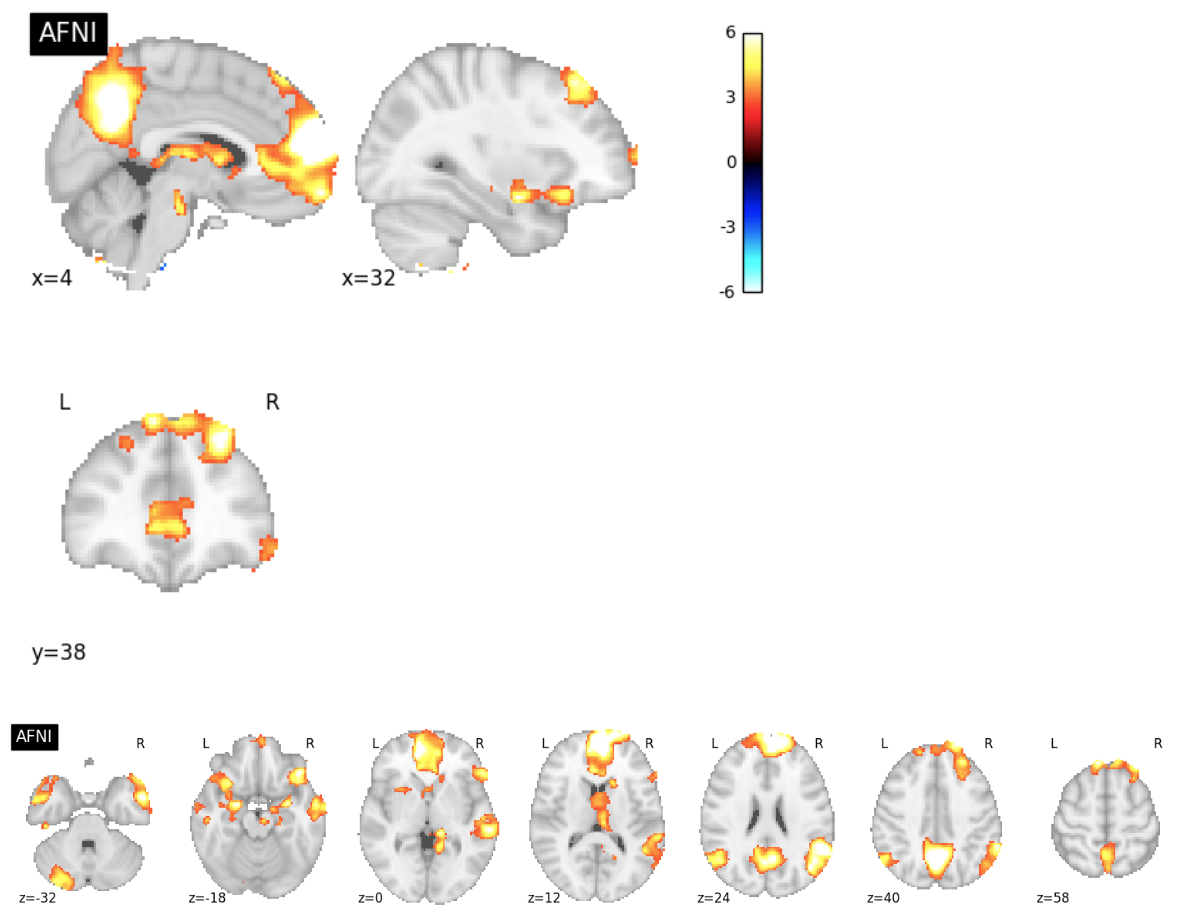 AFNI
6
3
0
-3
-6
x=4
x=32
L R
y=38
AFNI
R L R L R L R L R L R L R
z=-32 z=-18 z=0 z=12 z=24 z=40 z=58